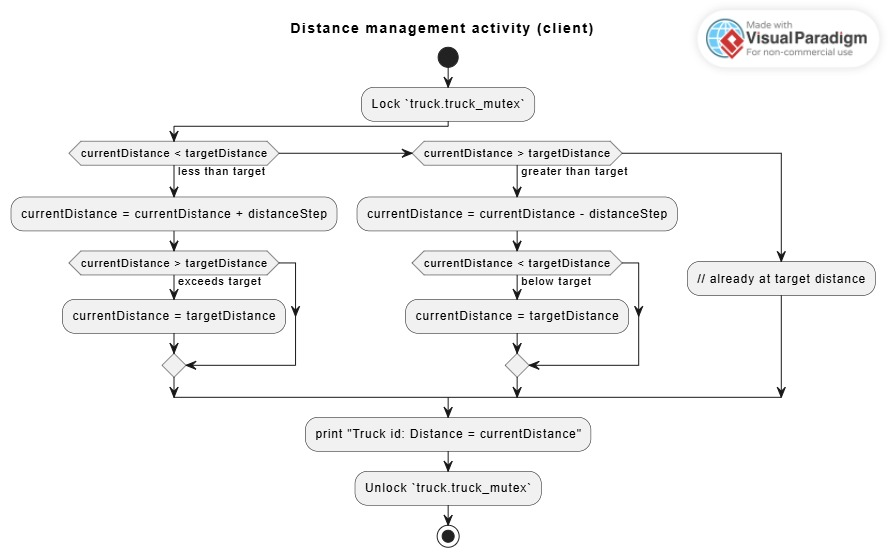 Distance management activity (client)
Made with
Visual Paradigm
For non-commercial use
Lock `truck.truck_mutex`
currentDistance < targetDistance
less than target
currentDistance > targetDistance
greater than target
currentDistance = currentDistance + distanceStep
currentDistance = currentDistance - distanceStep
currentDistance > targetDistance
exceeds target
currentDistance < targetDistance
below target
// already at target distance
currentDistance = targetDistance
currentDistance = targetDistance
print "Truck id: Distance = currentDistance"
Unlock `truck.truck_mutex`